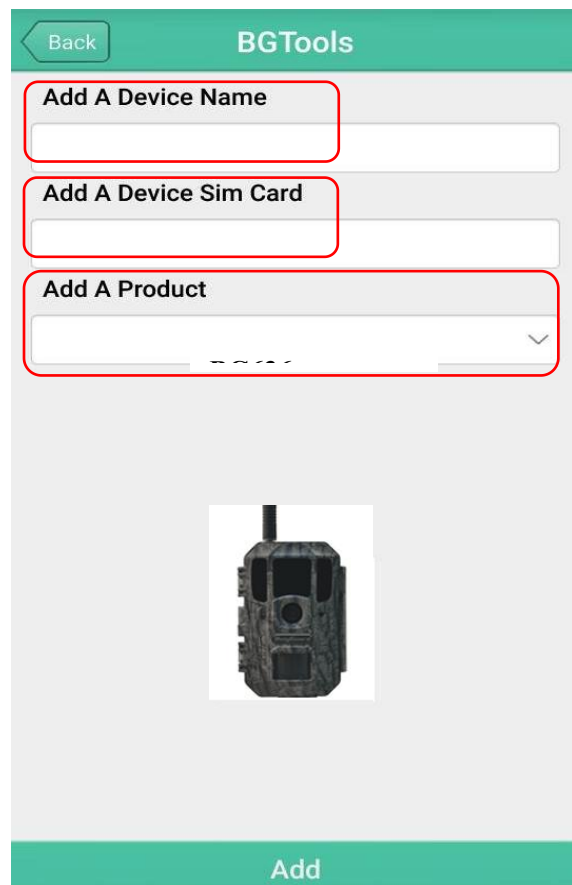 Back
BGTools
Add A Device Name
Add A Device Sim Card
Add A Product
Add